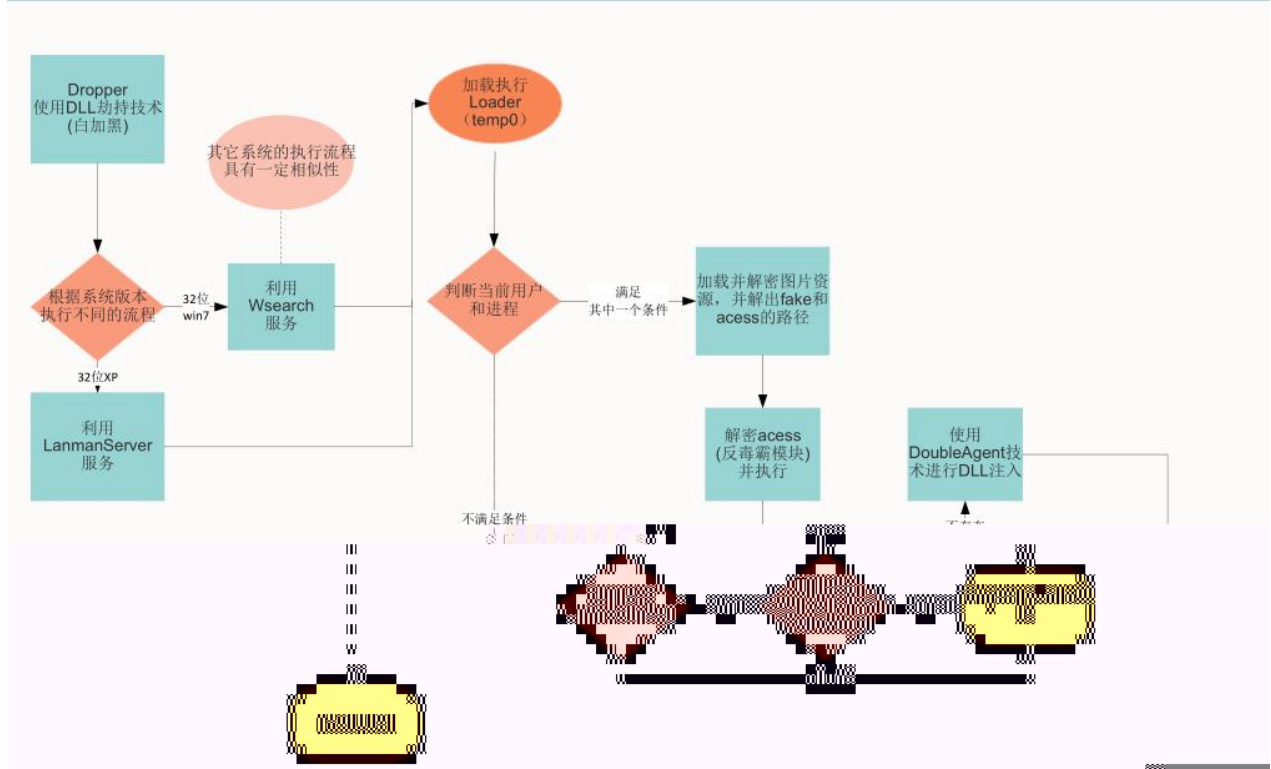 Dropper
使用DLL劫持技术
(白加黑)
其它系统的执行流程
具有一定相似性
加载执行
Loader
（temp0）
根据系统版本
执行不同的流程
32位
win7
利用
Wsearch
服务
判断当前用户
和进程
满足
其中一个条件
加载并解密图片资
源，并解出fake和
acess的路径
32位XP
利用
LanmanServer
服务
解密acess
(反毒霸模块)
并执行
使用
DoubleAgent技
术进行DLL注入
不满足条件